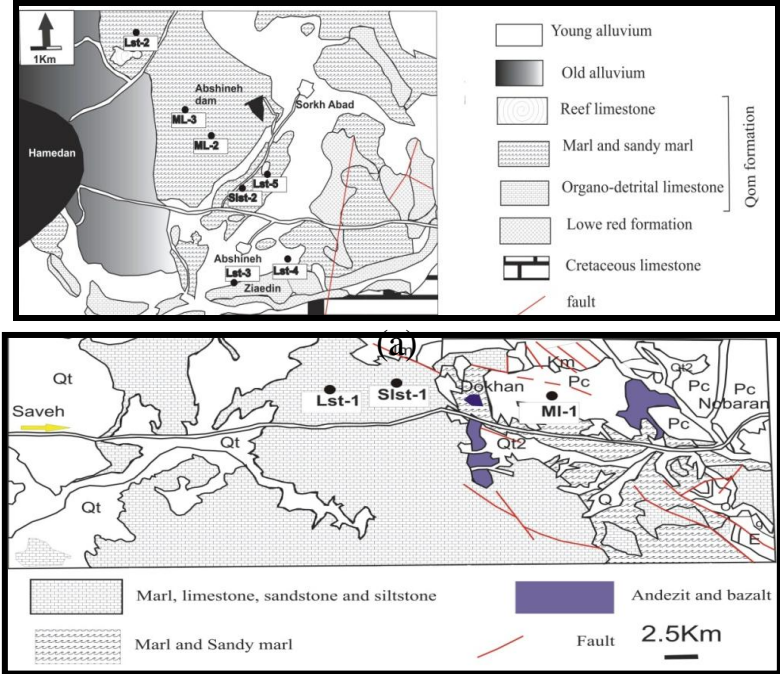 1Km
Lst-2
Abshineh
dam
Sorkh Abad
ML-3
ML-2
Hamedan
Lst-5
Slst-2
Abshineh
Lst-3
Lst-4
Ziaedin
Young alluvium
Old alluvium
Reef limestone
Marl and sandy marl
Organo-detrital limestone
Lowe red formation
Cretaceous limestone
fault
Qom formation
(a)
Qt
Saveh
Qt
Qt
Lst-1
Slst-1
Dokhan
Km
Pc
Ml-1
Qt2
Qt2
Pc
Pc
Nobaran
Pc
Q
E
Marl, limestone, sandstone and siltstone
Marl and Sandy marl
Andezit and bazalt
Fault
2.5Km